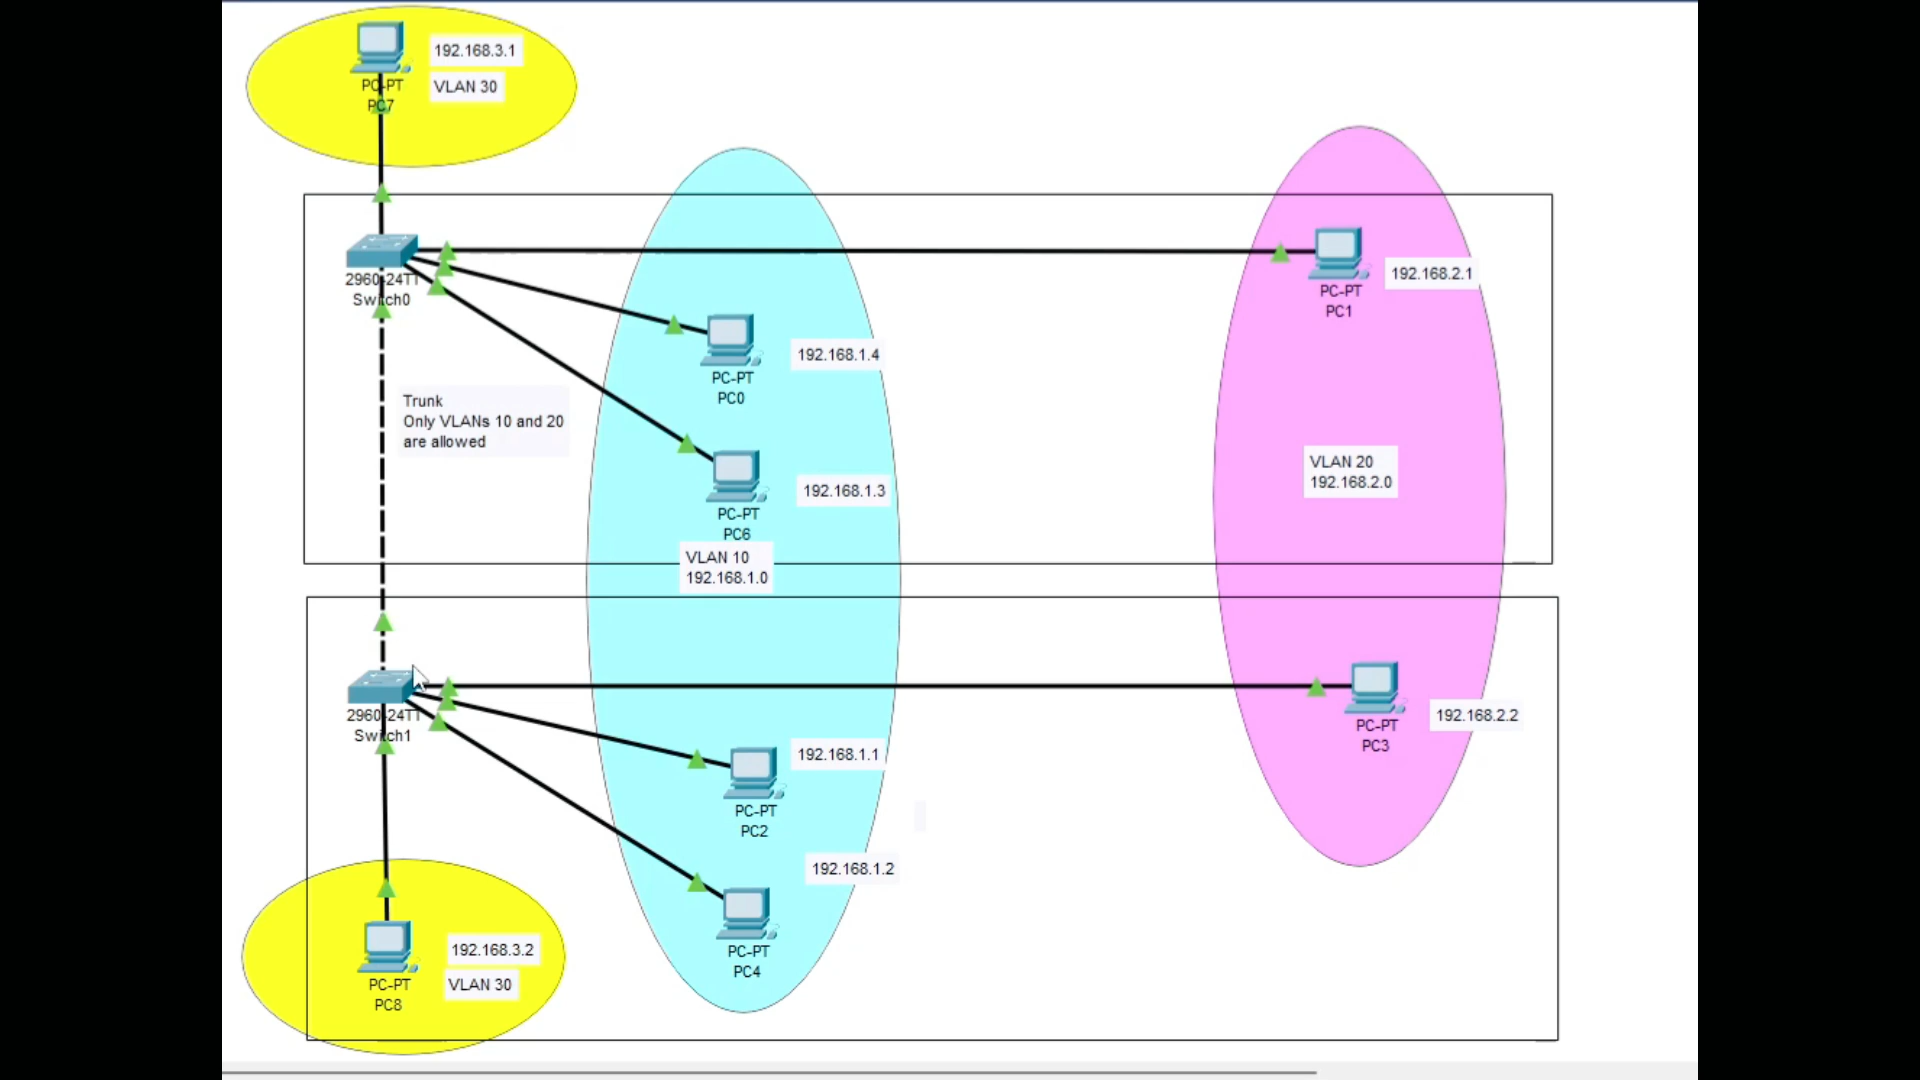 192.168.3.1
VLAN 30
PC-PT
PC7
2960-24TT
Switch0
192.168.2.1
PC-PT
PC1
192.168.1.4
PC-PT
PC0
Trunk
Only VLANs 10 and 20
are allowed
192.168.1.3
PC-PT
PC6
VLAN 20
192.168.2.0
VLAN 10
192.168.1.0
2960-24TT
Switch1
192.168.2.2
PC-PT
PC3
192.168.1.1
PC-PT
PC2
192.168.1.2
PC-PT
PC4
192.168.3.2
VLAN 30
PC-PT
PC8